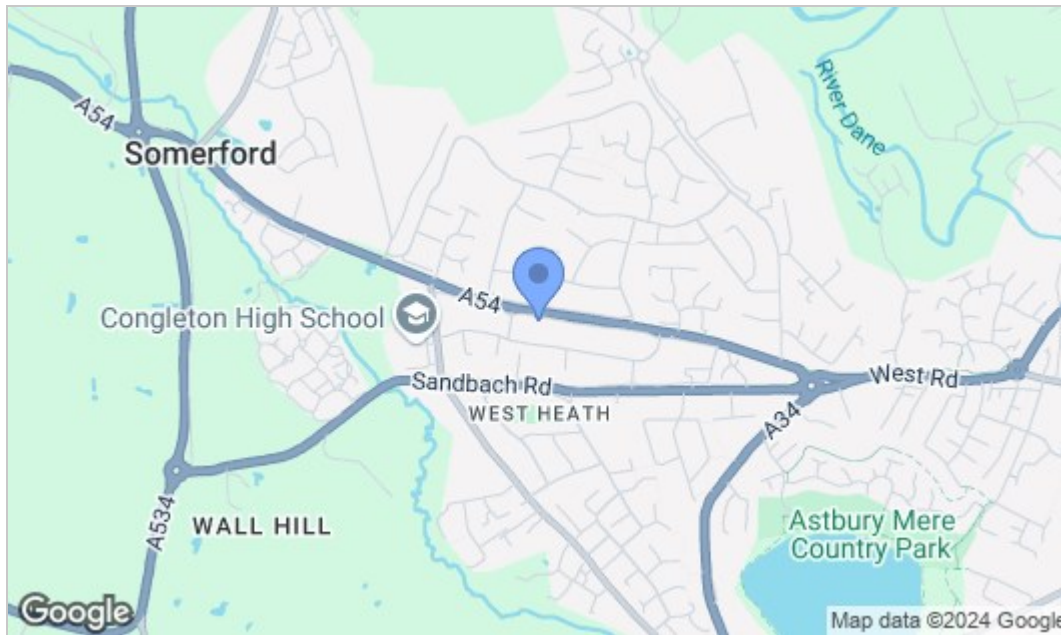 A54
Somerford
River Dane
A54
Congleton High School
Sandbach Rd
West Rd
WEST HEATH
A34
A534
WALL HILL
Astbury Mere
Country Park
Google
Map data ©2024 Google